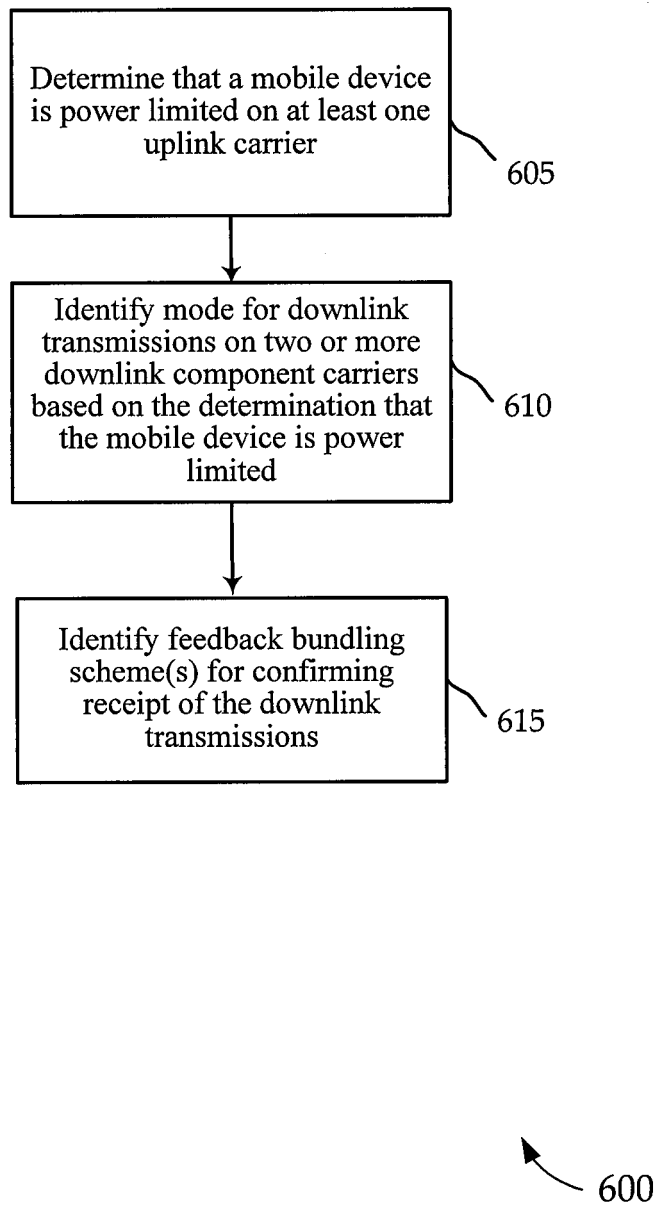 Determine that a mobile device
is power limited on at least one
uplink carrier
605
Identify mode for downlink
transmissions on two or more
downlink component carriers
based on the determination that
the mobile device is power
limited
610
Identify feedback bundling
scheme(s) for confirming
receipt of the downlink
transmissions
615
600